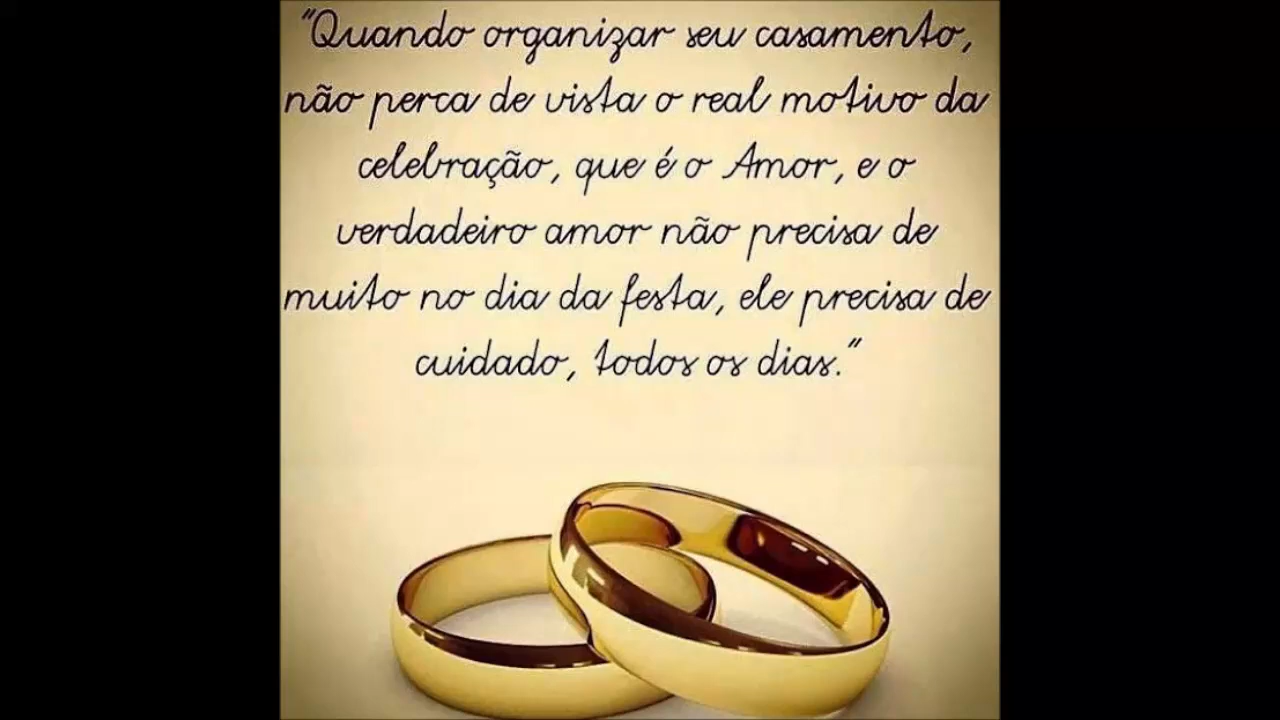 "Quando organizar seu casamento,
não perca de vista o real motivo da
celebração, que é o Amor, e o
verdadeiro amor não precisa de
muito no dia da festa, ele precisa de
cuidado, todos os dias."